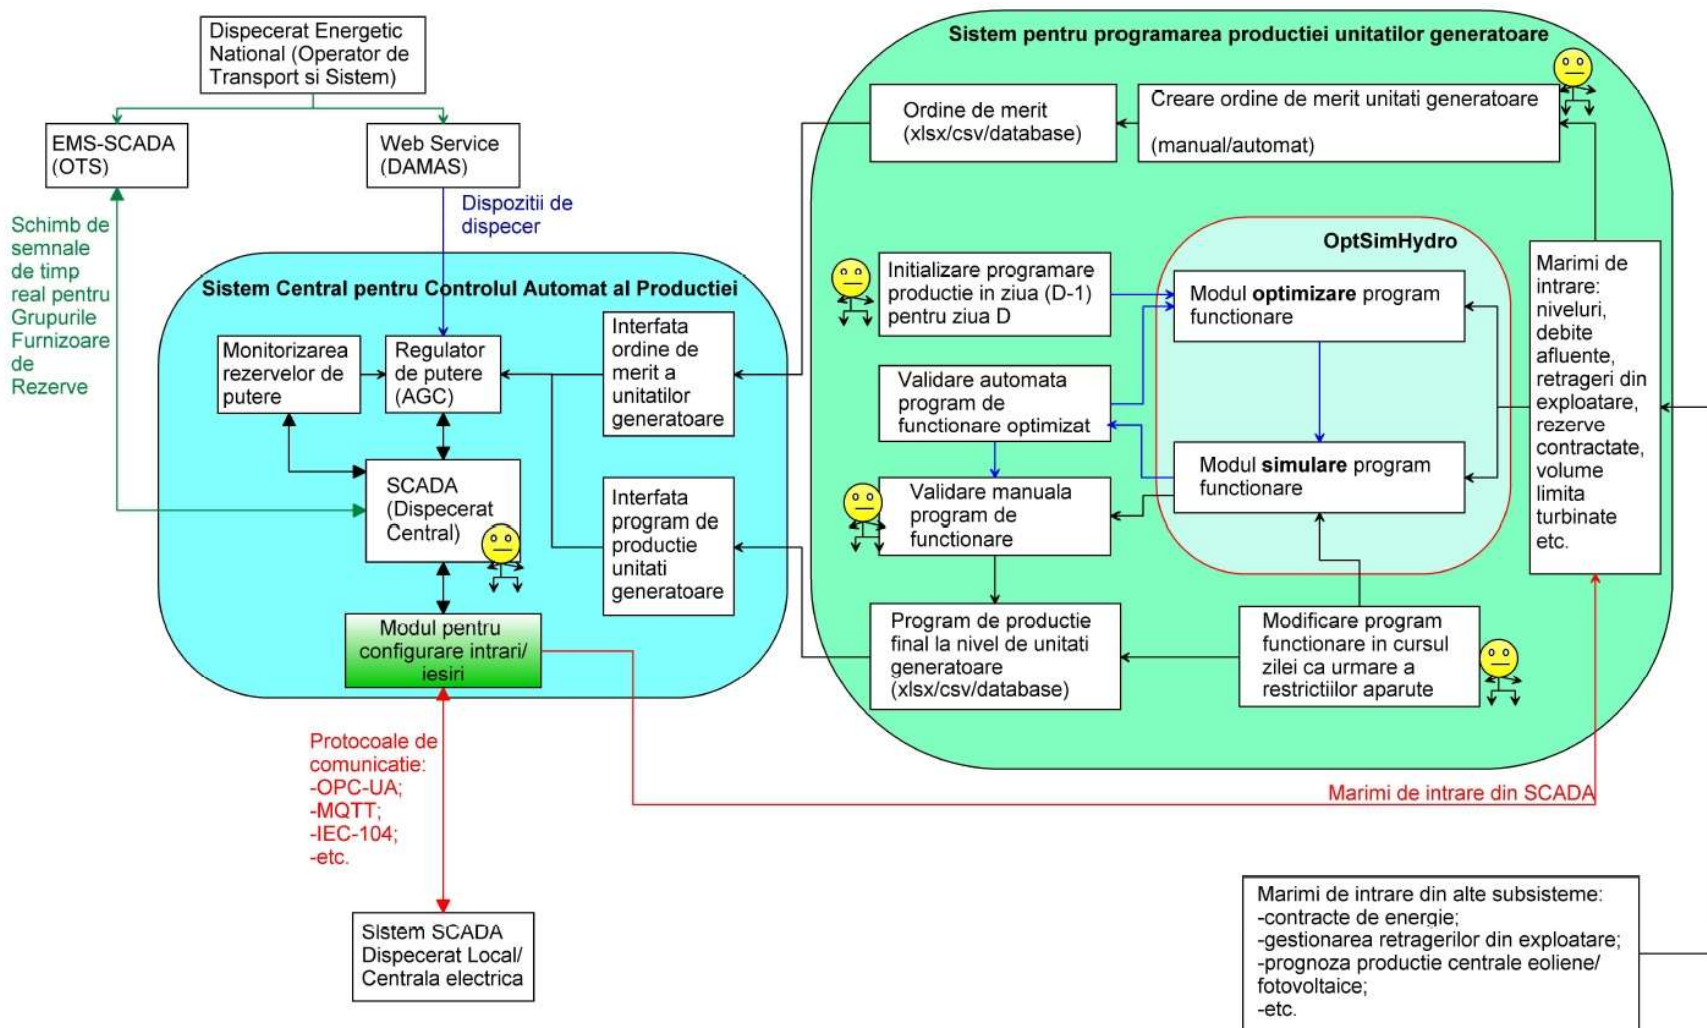 Dispecerat Energetic
National (Operator de
Transport si Sistem)
EMS-SCADA
(OTS)
Web Service
(DAMAS)
Schimb de
semnale
de timp
real pentru
Grupurile
Furnizoare
de
Rezerve
Dispozitii de
dispecer
Sistem Central pentru Controlul Automat al Productiei
Monitorizarea
rezervelor de
putere
Regulator
de putere
(AGC)
Interfata
ordine de
merit a
unitatilor
generatoare
SCADA
(Dispecerat
Central)
Interfata
program de
productie
unitati
generatoare
Modul pentru
configurare intrari/
iesiri
Protocoale de
comunicatie:
-OPC-UA;
-MQTT;
-IEC-104;
-etc.
Sistem SCADA
Dispecerat Local/
Centrala electrica
Sistem pentru programarea productiei unitatilor generatoare
Ordine de merit
(xlsx/csv/database)
Creare ordine de merit unitati generatoare
(manual/automat)
OptSimHydro
Initializare programare
productie in ziua (D-1)
pentru ziua D
Modul optimizare program
functionare
Validare automata
program de
functionare optimizat
Modul simulare program
functionare
Validare manuala
program de
functionare
Program de productie
final la nivel de unitati
generatoare
(xlsx/csv/database)
Modificare program
functionare in cursul
zilei ca urmare a
restrictiilor aparute
Marimi de
intrare:
niveluri,
debite
afluente,
retrageri din
exploatare,
rezerve
contractate,
volume
limita
turbinate
etc.
Marimi de intrare din SCADA
Marimi de intrare din alte subsisteme:
-contracte de energie;
-gestionarea retragerilor din exploatare;
-prognoza productie centrale eoliene/
fotovoltaice;
-etc.